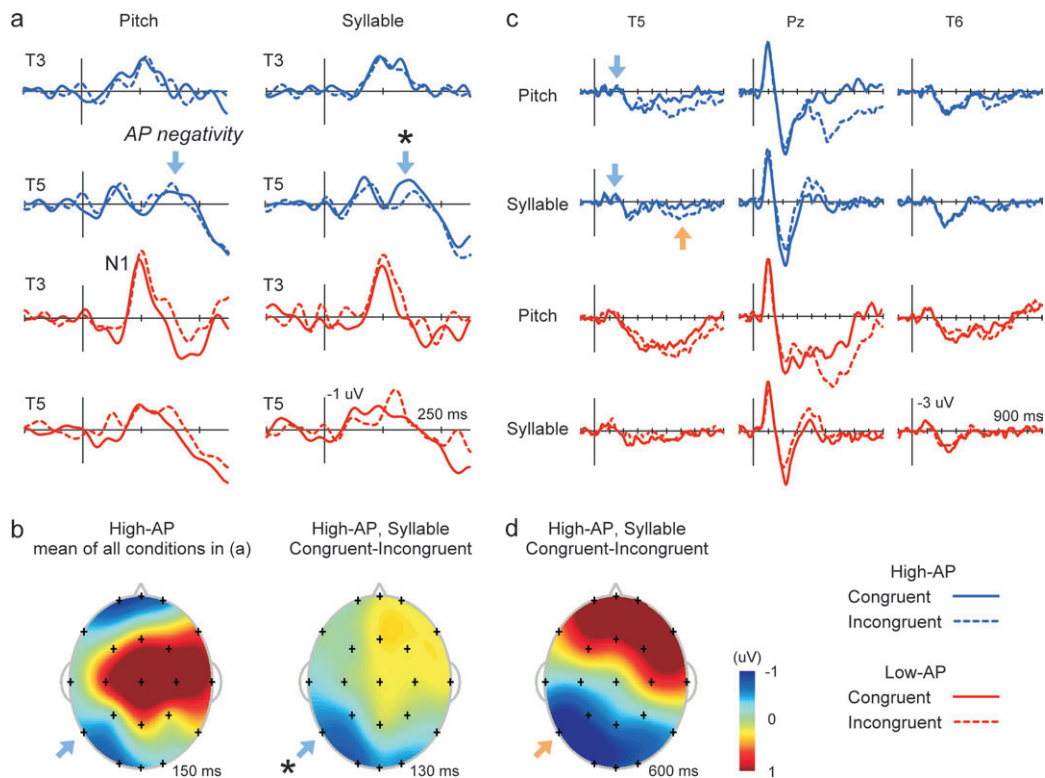 a
Pitch
Syllable
T3
T3
AP negativity
*
T5
T5
N1
T3
T3
T5
T5
-1 uV
250 ms
c
T5
Pz
T6
Pitch
Syllable
Pitch
Syllable
-3 uV
900 ms
b
High-AP
mean of all conditions in (a)
150 ms
High-AP, Syllable
Congruent-Incongruent
*
130 ms
d
High-AP, Syllable
Congruent-Incongruent
600 ms
(uV)
-1
0
1
High-AP
Congruent
Incongruent
Low-AP
Congruent
Incongruent